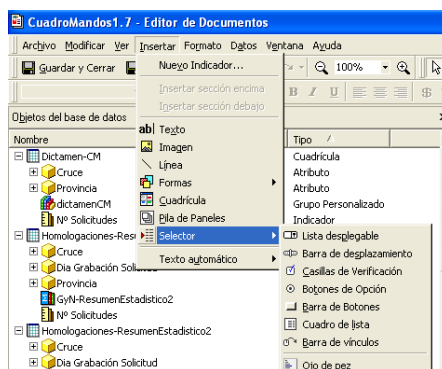 CuadroMandos1.7 - Editor de Documentos
Archivo Modificar Ver Insertar Formato Datos Ventana Ayuda
Guardar y Cerrar
100%
Nuevo Indicador...
Insertar sección encima
Insertar sección debajo
B I U $
Objetos del base de datos
ab| Texto
Nombre
Tipo
Imagen
Dictamen-CM
Línea
Cuadrícula
Cruce
Formas
Atributo
Provincia
Cuadrícula
Atributo
dictamenCM
Pila de Paneles
Grupo Personalizado
Nº Solicitudes
Indicador
Homologaciones-Resu
Selector
Lista desplegable
Cruce
Barra de desplazamiento
Dia Grabación Solic
Texto automático
Casillas de Verificación
Provincia
Botones de Opción
GyN-ResumenEstadistico2
Barra de Botones
Nº Solicitudes
Cuadro de lista
Homologaciones-ResumenEstadistico2
Barra de vínculos
Cruce
Dia Grabación Solicitud
Ojo de pez